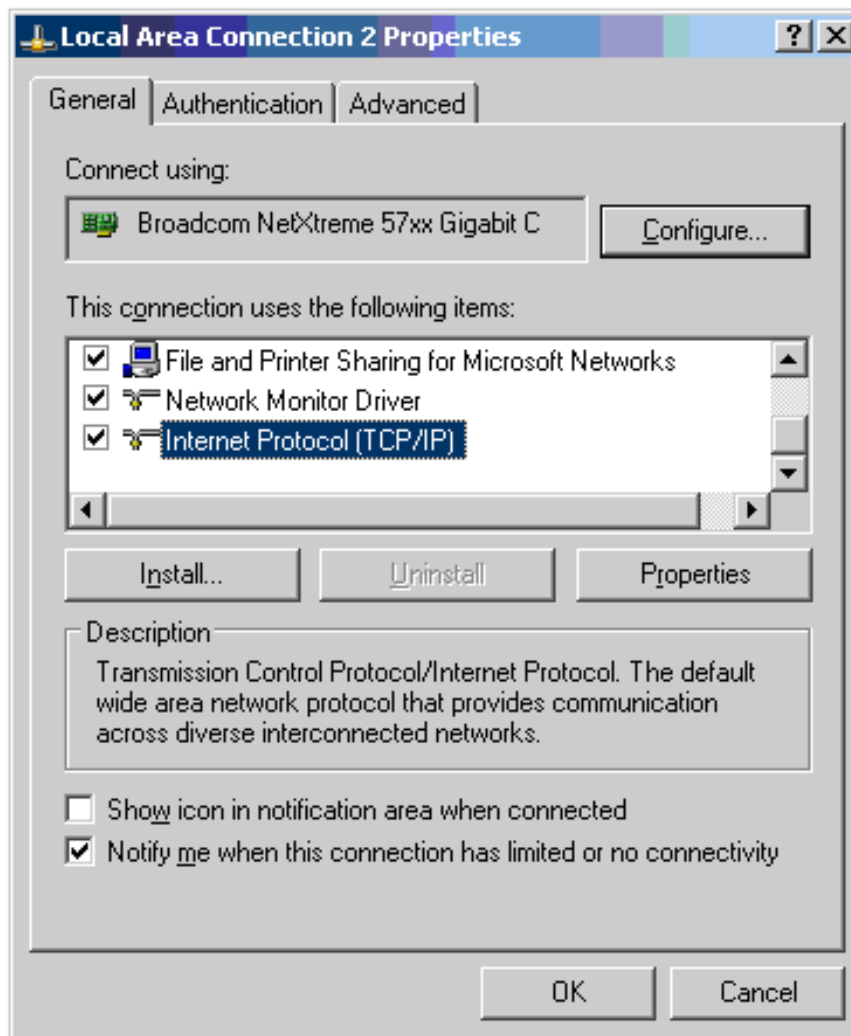 Local Area Connection 2 Properties
General
Authentication
Advanced
Connect using:
Broadcom NetXtreme 57xx Gigabit C
Configure...
This connection uses the following items:
File and Printer Sharing for Microsoft Networks
Network Monitor Driver
Internet Protocol (TCP/IP)
Install...
Uninstall
Properties
Description
Transmission Control Protocol/Internet Protocol. The default
wide area network protocol that provides communication
across diverse interconnected networks.
Show icon in notification area when connected
Notify me when this connection has limited or no connectivity
OK
Cancel